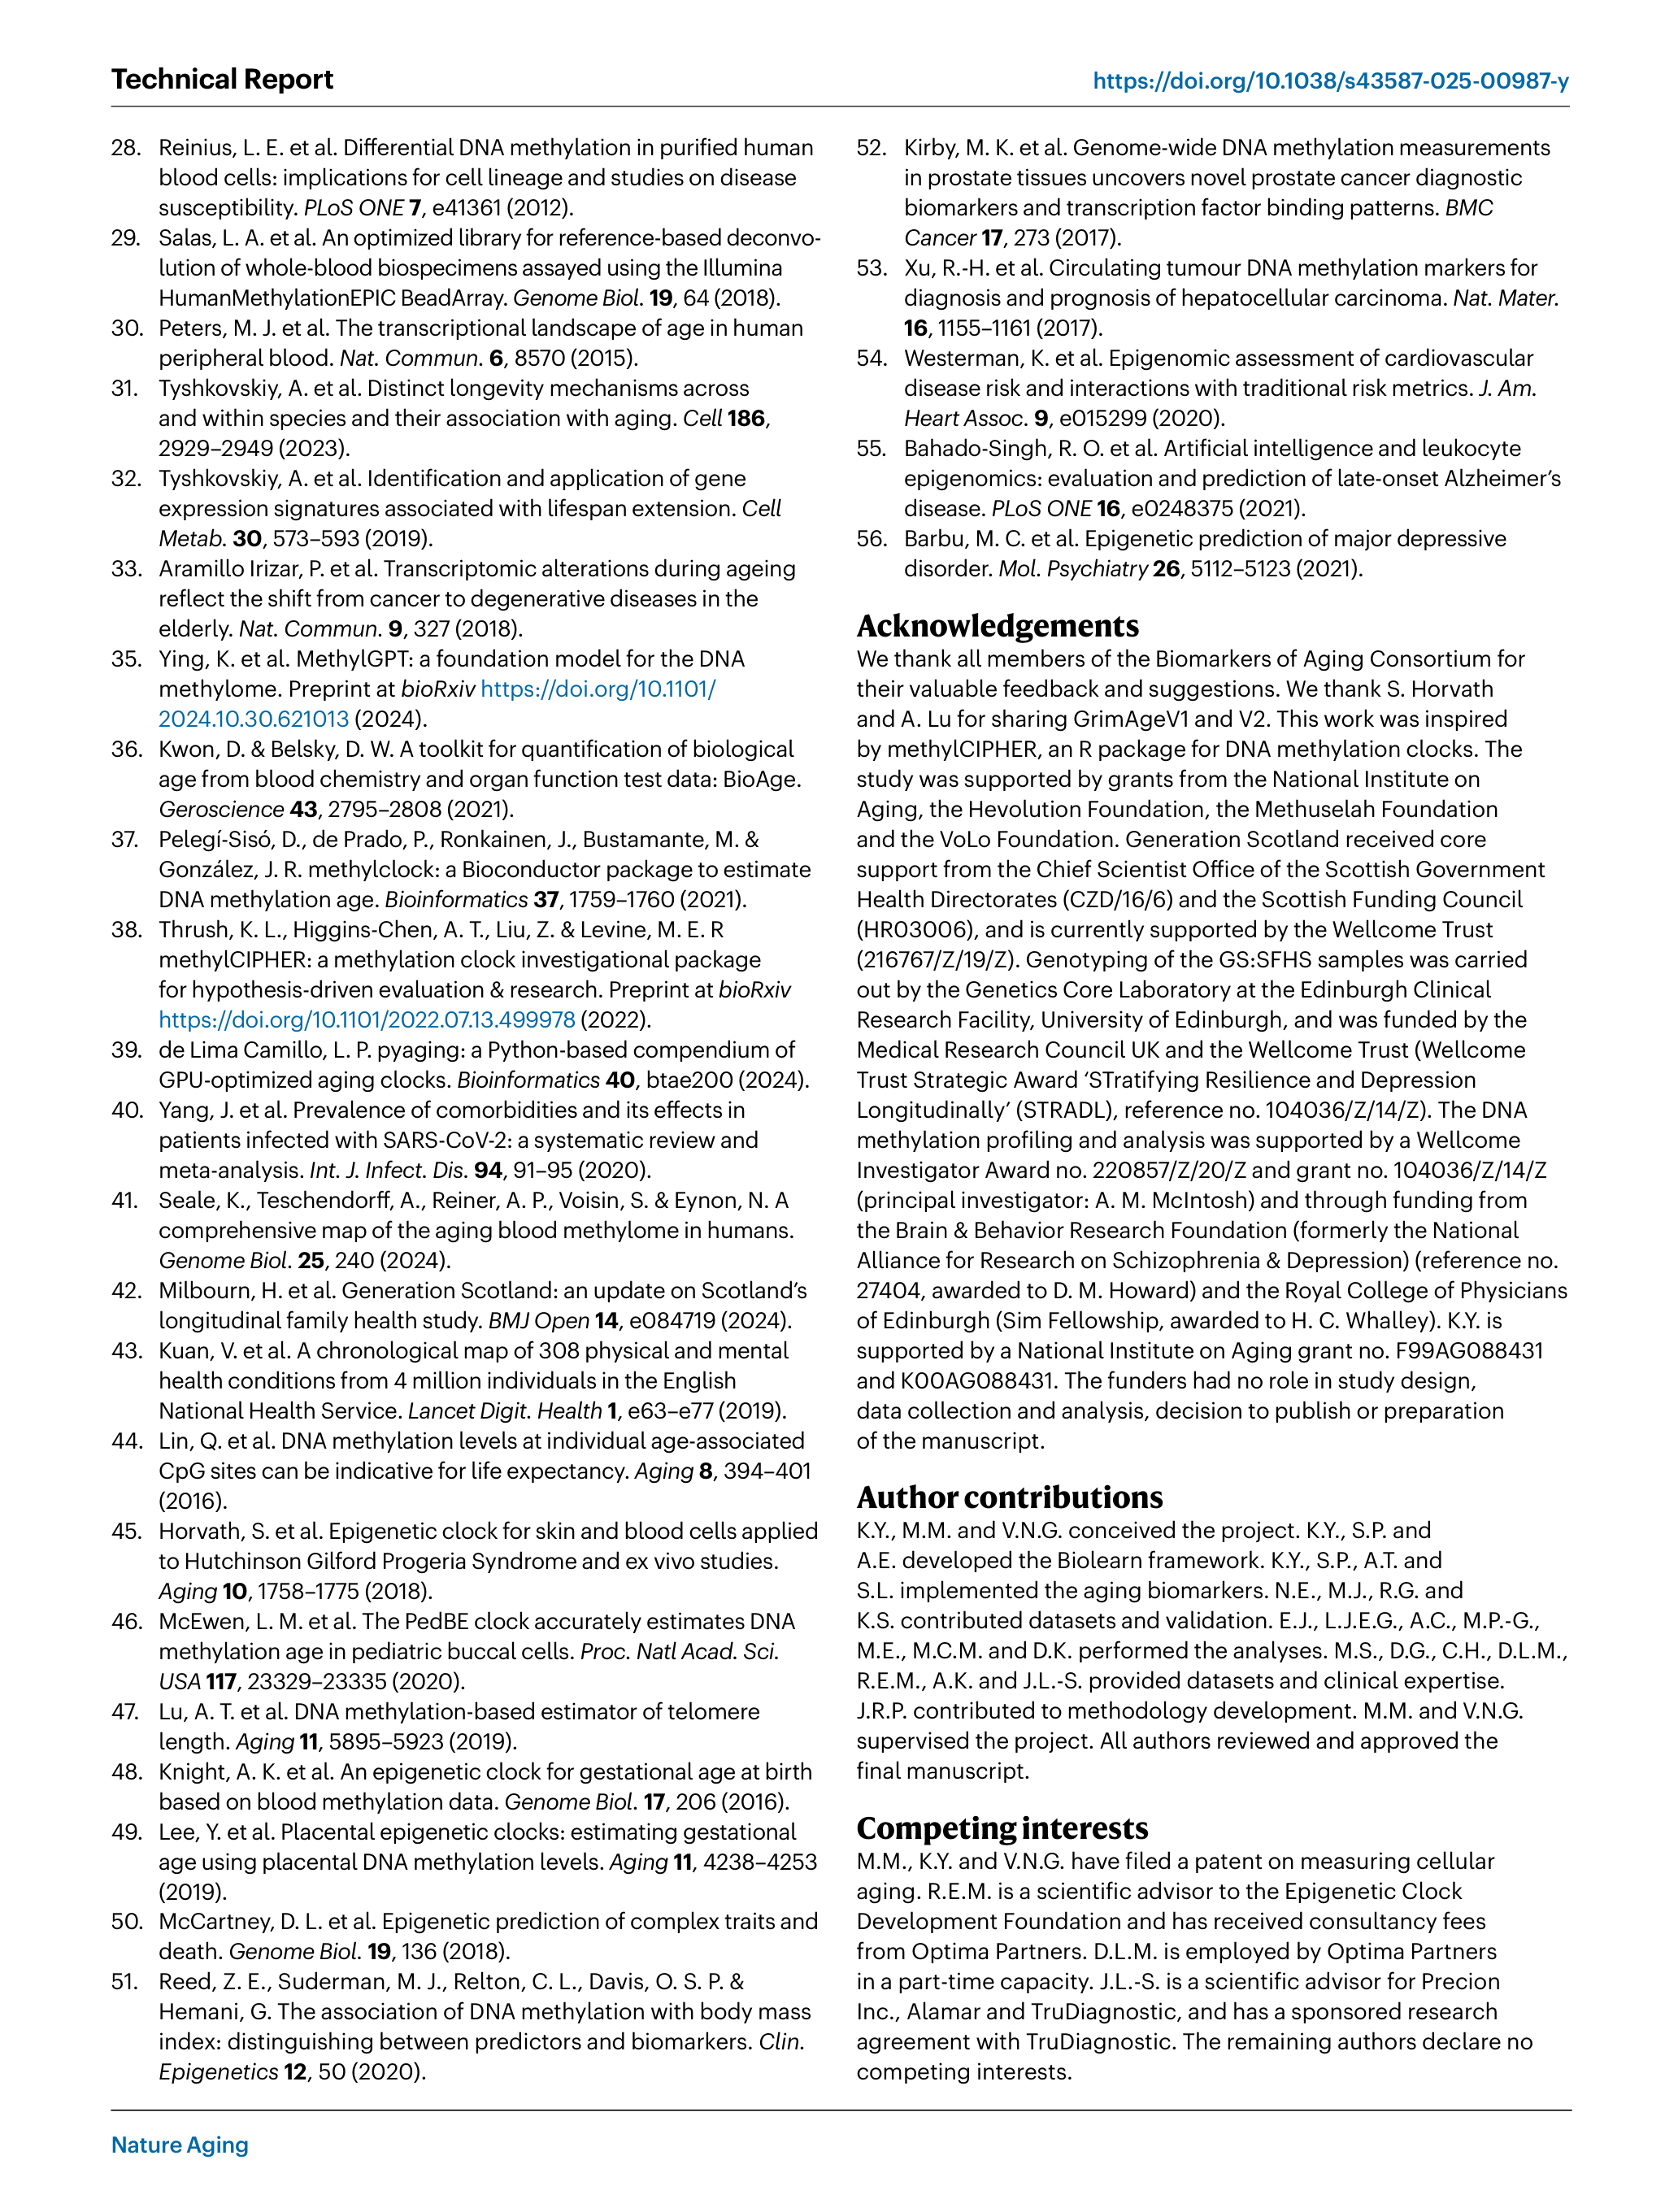 Technical Report
https://doi.org/10.1038/s43587-025-00987-y
28. Reinius, L. E. et al. Differential DNA methylation in purified human
blood cells: implications for cell lineage and studies on disease
susceptibility. PLoS ONE 7, e41361 (2012).
29. Salas, L. A. et al. An optimized library for reference-based deconvo-
lution of whole-blood biospecimens assayed using the Illumina
HumanMethylationEPIC BeadArray. Genome Biol. 19, 64 (2018).
30. Peters, M. J. et al. The transcriptional landscape of age in human
peripheral blood. Nat. Commun. 6, 8570 (2015).
31. Tyshkovskiy, A. et al. Distinct longevity mechanisms across
and within species and their association with aging. Cell 186,
2929–2949 (2023).
32. Tyshkovskiy, A. et al. Identification and application of gene
expression signatures associated with lifespan extension. Cell
Metab. 30, 573–593 (2019).
33. Aramillo Irizar, P. et al. Transcriptomic alterations during ageing
reflect the shift from cancer to degenerative diseases in the
elderly. Nat. Commun. 9, 327 (2018).
35. Ying, K. et al. MethylGPT: a foundation model for the DNA
methylome. Preprint at bioRxiv https://doi.org/10.1101/
2024.10.30.621013 (2024).
36. Kwon, D. & Belsky, D. W. A toolkit for quantification of biological
age from blood chemistry and organ function test data: BioAge.
Geroscience 43, 2795–2808 (2021).
37. Pelegí-Sisó, D., de Prado, P., Ronkainen, J., Bustamante, M. &
González, J. R. methylclock: a Bioconductor package to estimate
DNA methylation age. Bioinformatics 37, 1759–1760 (2021).
38. Thrush, K. L., Higgins-Chen, A. T., Liu, Z. & Levine, M. E. R
methylCIPHER: a methylation clock investigational package
for hypothesis-driven evaluation & research. Preprint at bioRxiv
https://doi.org/10.1101/2022.07.13.499978 (2022).
39. de Lima Camillo, L. P. pyaging: a Python-based compendium of
GPU-optimized aging clocks. Bioinformatics 40, btae200 (2024).
40. Yang, J. et al. Prevalence of comorbidities and its effects in
patients infected with SARS-CoV-2: a systematic review and
meta-analysis. Int. J. Infect. Dis. 94, 91–95 (2020).
41. Seale, K., Teschendorff, A., Reiner, A. P., Voisin, S. & Eynon, N. A
comprehensive map of the aging blood methylome in humans.
Genome Biol. 25, 240 (2024).
42. Milbourn, H. et al. Generation Scotland: an update on Scotland’s
longitudinal family health study. BMJ Open 14, e084719 (2024).
43. Kuan, V. et al. A chronological map of 308 physical and mental
health conditions from 4 million individuals in the English
National Health Service. Lancet Digit. Health 1, e63–e77 (2019).
44. Lin, Q. et al. DNA methylation levels at individual age-associated
CpG sites can be indicative for life expectancy. Aging 8, 394–401
(2016).
45. Horvath, S. et al. Epigenetic clock for skin and blood cells applied
to Hutchinson Gilford Progeria Syndrome and ex vivo studies.
Aging 10, 1758–1775 (2018).
46. McEwen, L. M. et al. The PedBE clock accurately estimates DNA
methylation age in pediatric buccal cells. Proc. Natl Acad. Sci.
USA 117, 23329–23335 (2020).
47. Lu, A. T. et al. DNA methylation-based estimator of telomere
length. Aging 11, 5895–5923 (2019).
48. Knight, A. K. et al. An epigenetic clock for gestational age at birth
based on blood methylation data. Genome Biol. 17, 206 (2016).
49. Lee, Y. et al. Placental epigenetic clocks: estimating gestational
age using placental DNA methylation levels. Aging 11, 4238–4253
(2019).
50. McCartney, D. L. et al. Epigenetic prediction of complex traits and
death. Genome Biol. 19, 136 (2018).
51. Reed, Z. E., Suderman, M. J., Relton, C. L., Davis, O. S. P. &
Hemani, G. The association of DNA methylation with body mass
index: distinguishing between predictors and biomarkers. Clin.
Epigenetics 12, 50 (2020).
52. Kirby, M. K. et al. Genome-wide DNA methylation measurements
in prostate tissues uncovers novel prostate cancer diagnostic
biomarkers and transcription factor binding patterns. BMC
Cancer 17, 273 (2017).
53. Xu, R.-H. et al. Circulating tumour DNA methylation markers for
diagnosis and prognosis of hepatocellular carcinoma. Nat. Mater.
16, 1155–1161 (2017).
54. Westerman, K. et al. Epigenomic assessment of cardiovascular
disease risk and interactions with traditional risk metrics. J. Am.
Heart Assoc. 9, e015299 (2020).
55. Bahado-Singh, R. O. et al. Artificial intelligence and leukocyte
epigenomics: evaluation and prediction of late-onset Alzheimer’s
disease. PLoS ONE 16, e0248375 (2021).
56. Barbu, M. C. et al. Epigenetic prediction of major depressive
disorder. Mol. Psychiatry 26, 5112–5123 (2021).
Acknowledgements
We thank all members of the Biomarkers of Aging Consortium for
their valuable feedback and suggestions. We thank S. Horvath
and A. Lu for sharing GrimAgeV1 and V2. This work was inspired
by methylCIPHER, an R package for DNA methylation clocks. The
study was supported by grants from the National Institute on
Aging, the Hevolution Foundation, the Methuselah Foundation
and the VoLo Foundation. Generation Scotland received core
support from the Chief Scientist Office of the Scottish Government
Health Directorates (CZD/16/6) and the Scottish Funding Council
(HR03006), and is currently supported by the Wellcome Trust
(216767/Z/19/Z). Genotyping of the GS:SFHS samples was carried
out by the Genetics Core Laboratory at the Edinburgh Clinical
Research Facility, University of Edinburgh, and was funded by the
Medical Research Council UK and the Wellcome Trust (Wellcome
Trust Strategic Award ‘STratifying Resilience and Depression
Longitudinally’ (STRADL), reference no. 104036/Z/14/Z). The DNA
methylation profiling and analysis was supported by a Wellcome
Investigator Award no. 220857/Z/20/Z and grant no. 104036/Z/14/Z
(principal investigator: A. M. McIntosh) and through funding from
the Brain & Behavior Research Foundation (formerly the National
Alliance for Research on Schizophrenia & Depression) (reference no.
27404, awarded to D. M. Howard) and the Royal College of Physicians
of Edinburgh (Sim Fellowship, awarded to H. C. Whalley). K.Y. is
supported by a National Institute on Aging grant no. F99AG088431
and K00AG088431. The funders had no role in study design,
data collection and analysis, decision to publish or preparation
of the manuscript.
Author contributions
K.Y., M.M. and V.N.G. conceived the project. K.Y., S.P. and
A.E. developed the Biolearn framework. K.Y., S.P., A.T. and
S.L. implemented the aging biomarkers. N.E., M.J., R.G. and
K.S. contributed datasets and validation. E.J., L.J.E.G., A.C., M.P.-G.,
M.E., M.C.M. and D.K. performed the analyses. M.S., D.G., C.H., D.L.M.,
R.E.M., A.K. and J.L.-S. provided datasets and clinical expertise.
J.R.P. contributed to methodology development. M.M. and V.N.G.
supervised the project. All authors reviewed and approved the
final manuscript.
Competing interests
M.M., K.Y. and V.N.G. have filed a patent on measuring cellular
aging. R.E.M. is a scientific advisor to the Epigenetic Clock
Development Foundation and has received consultancy fees
from Optima Partners. D.L.M. is employed by Optima Partners
in a part-time capacity. J.L.-S. is a scientific advisor for Precion
Inc., Alamar and TruDiagnostic, and has a sponsored research
agreement with TruDiagnostic. The remaining authors declare no
competing interests.
Nature Aging